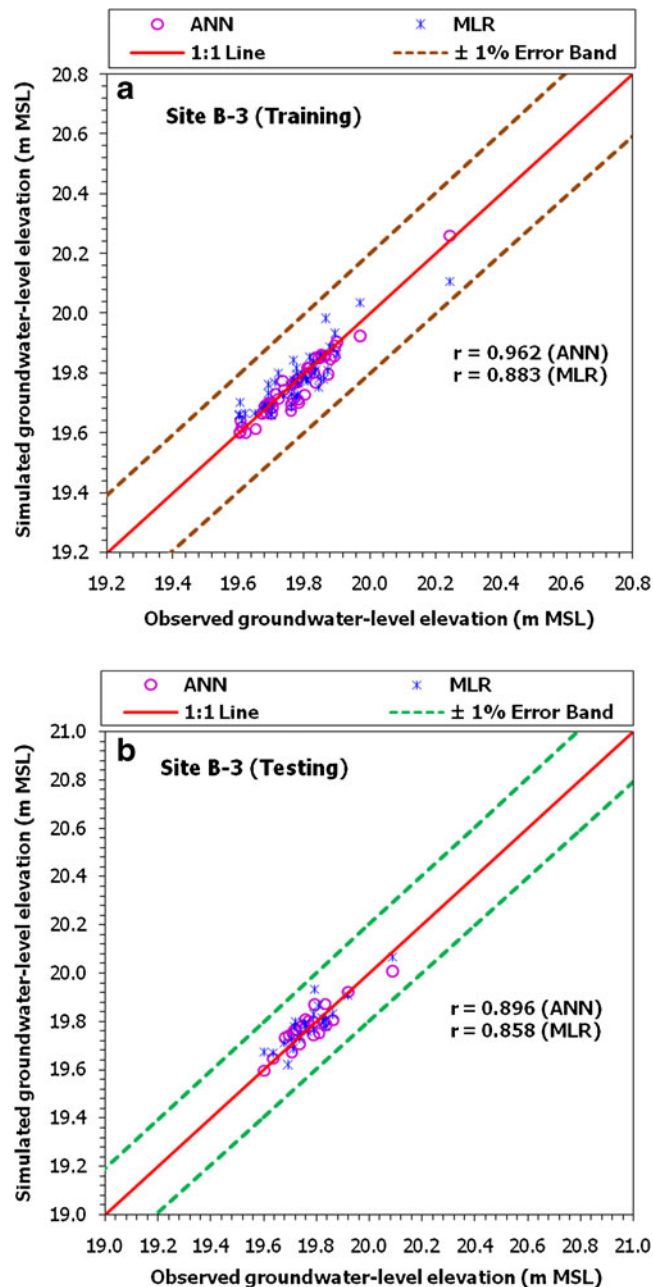 ANN MLR
1:1 Line ± 1% Error Band
a
Site B-3 (Training)
Simulated groundwater-level elevation (m MSL)
20.8
20.6
20.4
20.2
20.0
19.8
19.6
19.4
19.2
r = 0.962 (ANN)
r = 0.883 (MLR)
19.2 19.4 19.6 19.8 20.0 20.2 20.4 20.6 20.8
Observed groundwater-level elevation (m MSL)
ANN MLR
1:1 Line ± 1% Error Band
b
Site B-3 (Testing)
Simulated groundwater-level elevation (m MSL)
21.0
20.8
20.6
20.4
20.2
20.0
19.8
19.6
19.4
19.2
19.0
r = 0.896 (ANN)
r = 0.858 (MLR)
19.0 19.2 19.4 19.6 19.8 20.0 20.2 20.4 20.6 20.8 21.0
Observed groundwater-level elevation (m MSL)